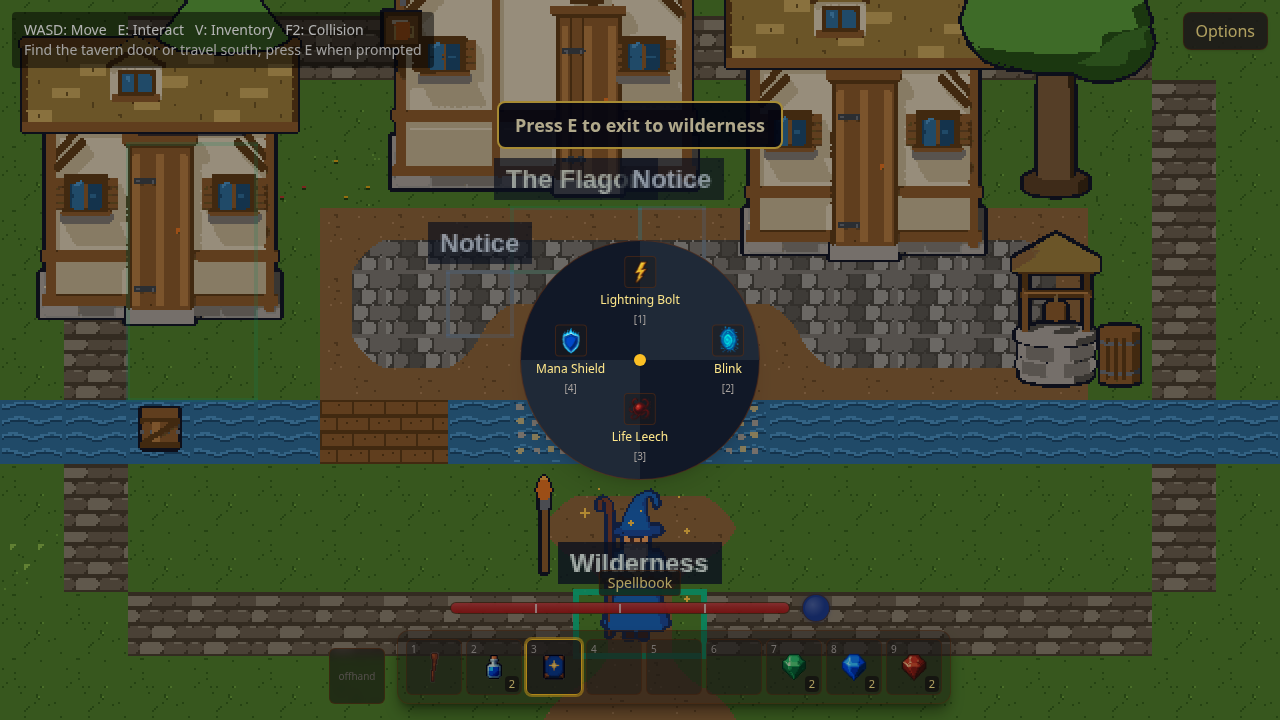 WASD: Move   E: Interact   V: Inventory   F2: Collision
Find the tavern door or travel south; press E when prompted
Options
Press E to exit to wilderness
The Flag
Notice
Notice
Lightning Bolt
[1]
Mana Shield
[4]
Blink
[2]
Life Leech
[3]
Wilderness
Spellbook
offhand
1
2
2
3
4
5
6
7
2
8
2
9
2